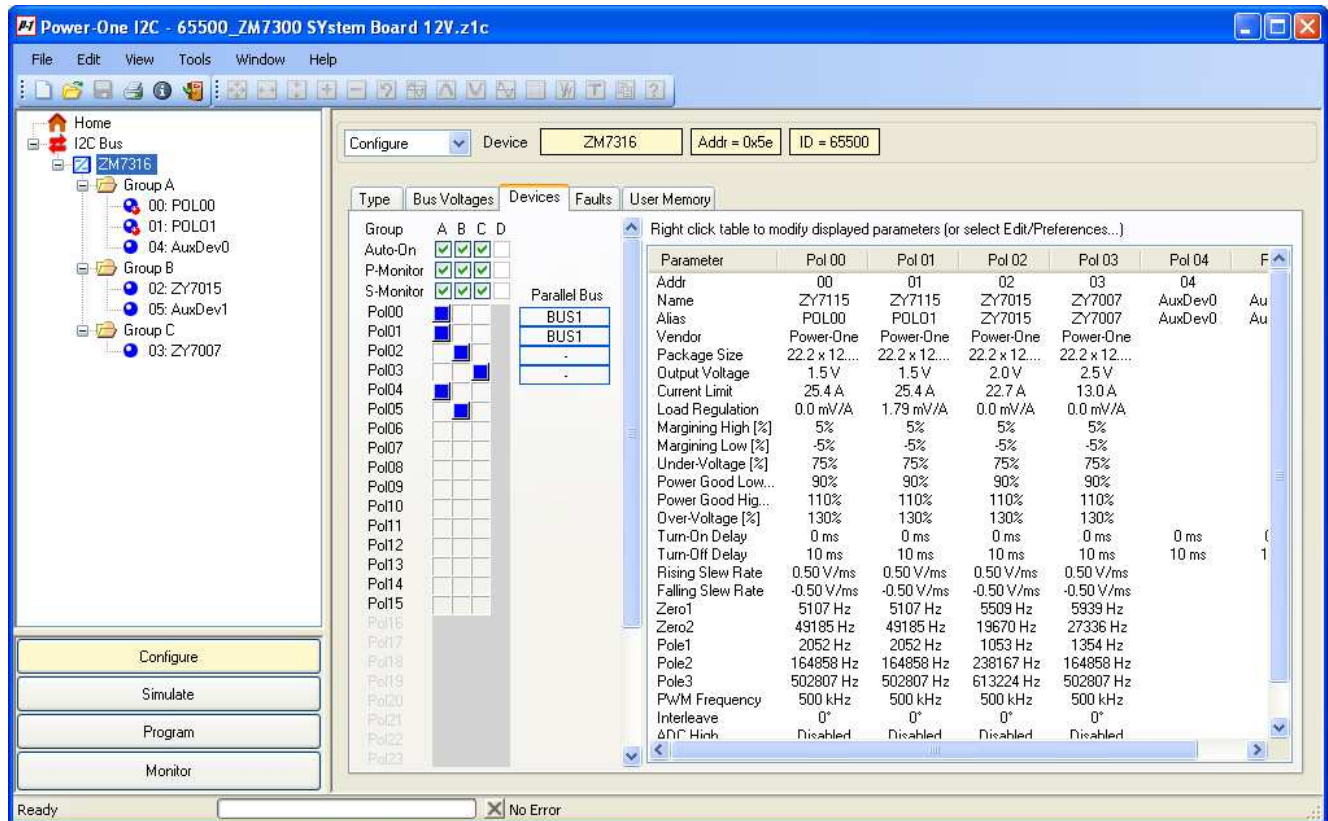 Power-One I2C - 65500_ZM7300 SYstem Board 12V.z1c
File Edit View Tools Window Help
Home
I2C Bus
ZM7316
Group A
00: POL00
01: POL01
04: AuxDev0
Group B
02: ZY7015
05: AuxDev1
Group C
03: ZY7007
Configure
Simulate
Program
Monitor
Configure Device ZM7316 Addr = 0x5e ID = 65500
Type Bus Voltages Devices Faults User Memory
Group A B C D
Auto-On
P-Monitor
S-Monitor Parallel Bus
Pol00 BUS1
Pol01 BUS1
Pol02 -
Pol03 -
Pol04
Pol05
Pol06
Pol07
Pol08
Pol09
Pol10
Pol11
Pol12
Pol13
Pol14
Pol15
Pol16
Pol17
Pol18
Pol19
Pol20
Pol21
Pol22
Pol23
Right click table to modify displayed parameters (or select Edit/Preferences...)
Parameter Pol 00 Pol 01 Pol 02 Pol 03 Pol 04
Addr 00 01 02 03 04
Name ZY7115 ZY7115 ZY7015 ZY7007 AuxDev0 Au
Alias POL00 POL01 ZY7015 ZY7007 AuxDev0 Au
Vendor Power-One Power-One Power-One Power-One
Package Size 22.2 x 12.... 22.2 x 12.... 22.2 x 12.... 22.2 x 12....
Output Voltage 1.5 V 1.5 V 2.0 V 2.5 V
Current Limit 25.4 A 25.4 A 22.7 A 13.0 A
Load Regulation 0.0 mV/A 1.79 mV/A 0.0 mV/A 0.0 mV/A
Margining High [%] 5% 5% 5% 5%
Margining Low [%] -5% -5% -5% -5%
Under-Voltage [%] 75% 75% 75% 75%
Power Good Low... 90% 90% 90% 90%
Power Good Hig... 110% 110% 110% 110%
Over-Voltage [%] 130% 130% 130% 130%
Turn-On Delay 0 ms 0 ms 0 ms 0 ms 0 ms
Turn-Off Delay 10 ms 10 ms 10 ms 10 ms 10 ms 1
Rising Slew Rate 0.50 V/ms 0.50 V/ms 0.50 V/ms 0.50 V/ms
Falling Slew Rate -0.50 V/ms -0.50 V/ms -0.50 V/ms -0.50 V/ms
Zero1 5107 Hz 5107 Hz 5509 Hz 5939 Hz
Zero2 49185 Hz 49185 Hz 19670 Hz 27336 Hz
Pole1 2052 Hz 2052 Hz 1053 Hz 1354 Hz
Pole2 164858 Hz 164858 Hz 238167 Hz 164858 Hz
Pole3 502807 Hz 502807 Hz 613224 Hz 502807 Hz
PWM Frequency 500 kHz 500 kHz 500 kHz 500 kHz
Interleave 0° 0° 0° 0°
ADC High Disabled Disabled Disabled Disabled
Ready No Error